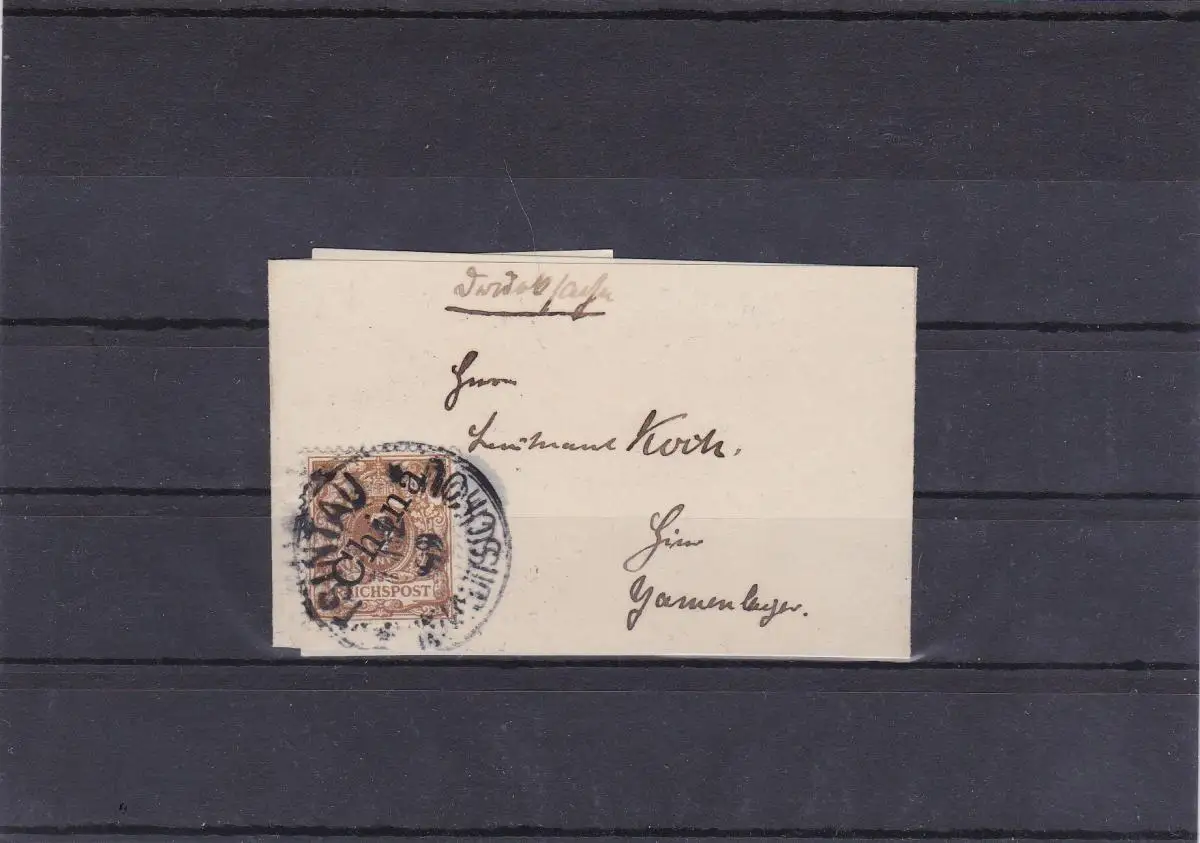 Drucksache
Herrn
Leutnant Koch.
Hier
Yamenlager.
China
REICHSPOST
TSINTAU
KIAUTSCHOU